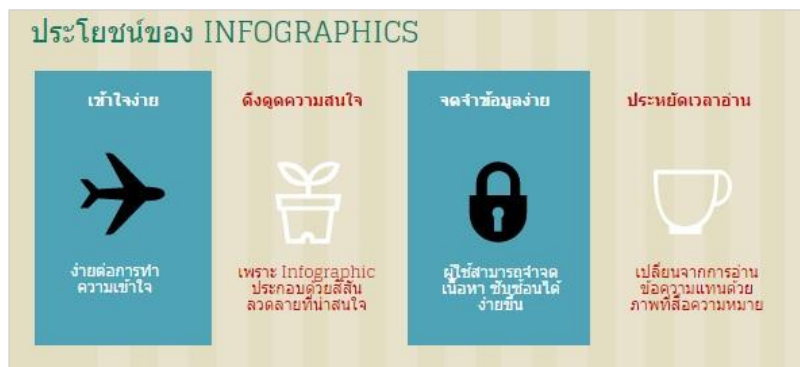 ประโยชน์ของ INFOGRAPHICS
เข้าใจง่าย
ง่ายต่อการทำ
ความเข้าใจ
ดึงดูดความสนใจ
เพราะ Infographic
ประกอบด้วยสีสัน
ลวดลายที่น่าสนใจ
จดจำข้อมูลง่าย
ผู้ใช้สามารถจำจด
เนื้อหา ซับซ้อนได้
ง่ายขึ้น
ประหยัดเวลาอ่าน
เปลี่ยนจากการอ่าน
ข้อความแทนด้วย
ภาพที่สื่อความหมาย